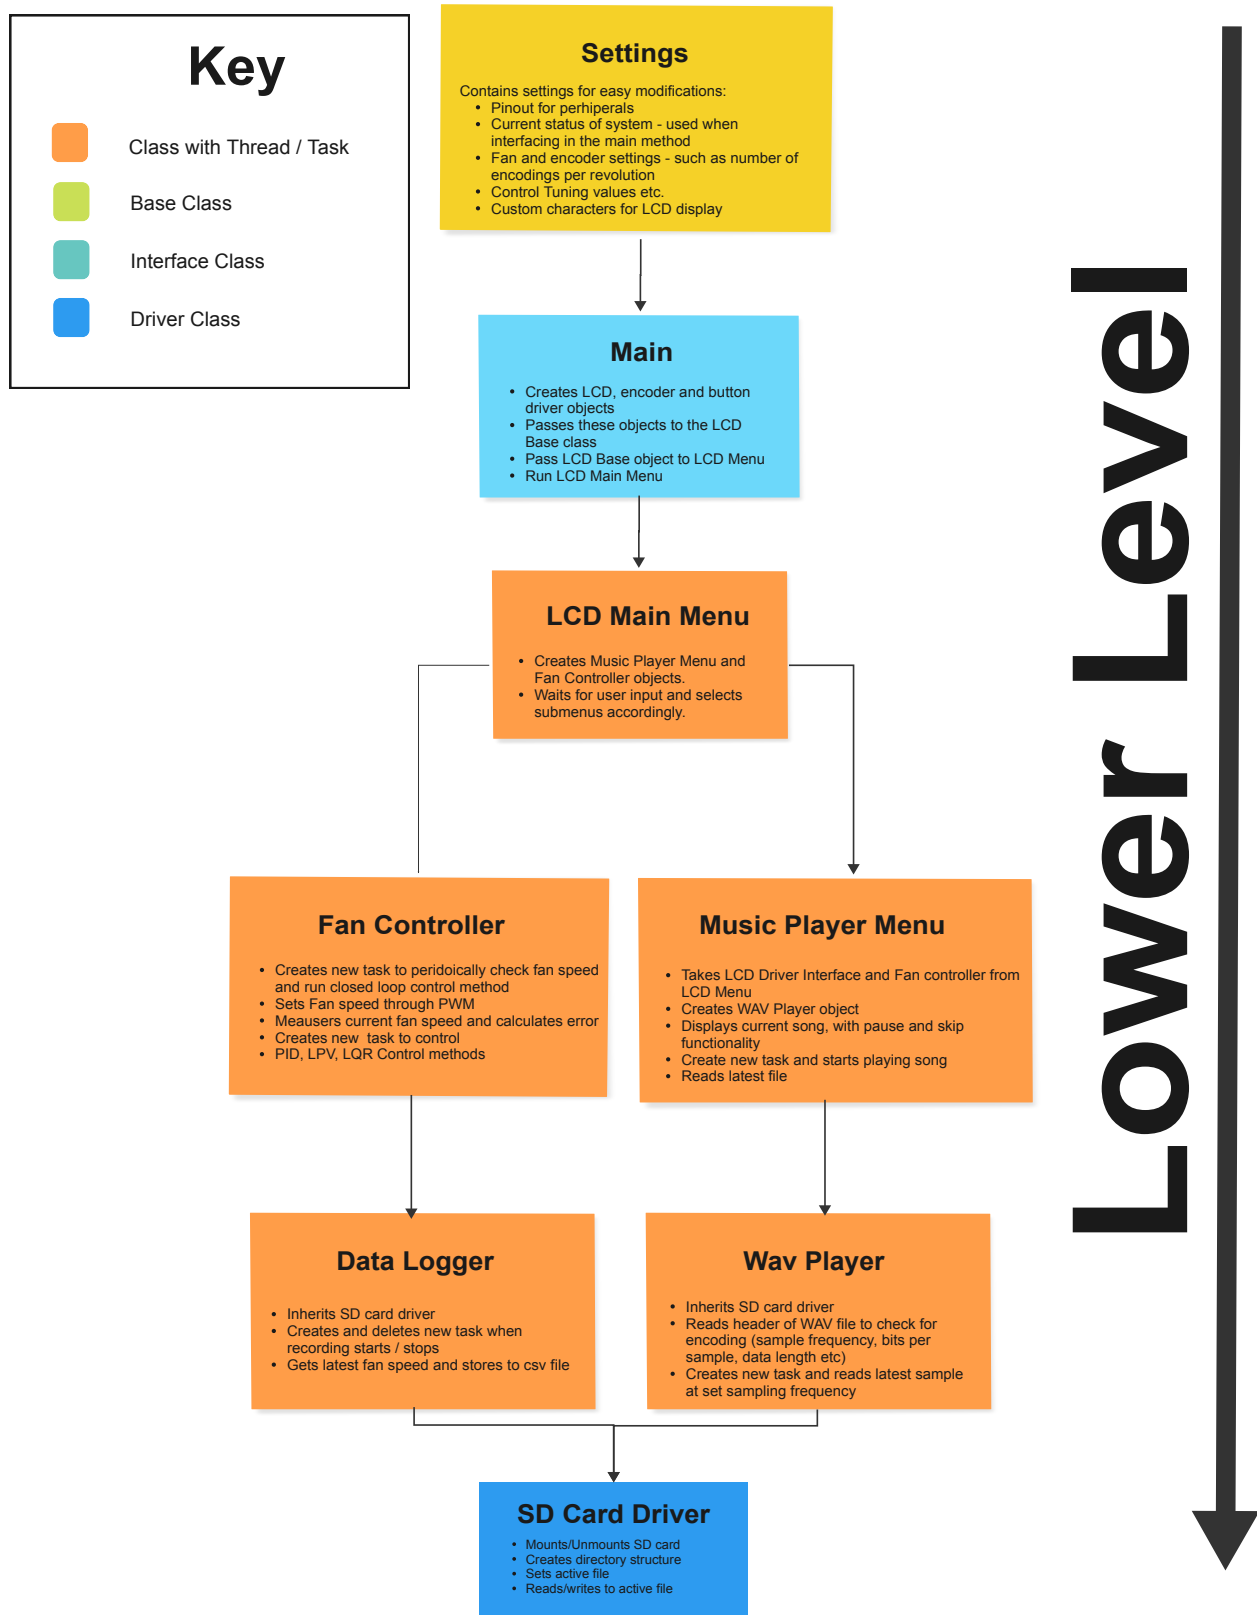 Key
Class with Thread / Task
Base Class
Interface Class
Driver Class
Settings
Contains settings for easy modifications:
• Pinout for perhiperals
• Current status of system - used when
interfacing in the main method
• Fan and encoder settings - such as number of
encodings per revolution
• Control Tuning values etc.
• Custom characters for LCD display
Main
• Creates LCD, encoder and button
driver objects
• Passes these objects to the LCD
Base class
• Pass LCD Base object to LCD Menu
• Run LCD Main Menu
LCD Main Menu
• Creates Music Player Menu and
Fan Controller objects.
• Waits for user input and selects
submenus accordingly.
Fan Controller
• Creates new task to peridoically check fan speed
and run closed loop control method
• Sets Fan speed through PWM
• Meausers current fan speed and calculates error
• Creates new  task to control
• PID, LPV, LQR Control methods
Music Player Menu
• Takes LCD Driver Interface and Fan controller from
LCD Menu
• Creates WAV Player object
• Displays current song, with pause and skip
functionality
• Create new task and starts playing song
• Reads latest file
Data Logger
• Inherits SD card driver
• Creates and deletes new task when
recording starts / stops
• Gets latest fan speed and stores to csv file
Wav Player
• Inherits SD card driver
• Reads header of WAV file to check for
encoding (sample frequency, bits per
sample, data length etc)
• Creates new task and reads latest sample
at set sampling frequency
SD Card Driver
• Mounts/Unmounts SD card
• Creates directory structure
• Sets active file
• Reads/writes to active file
Lower Level